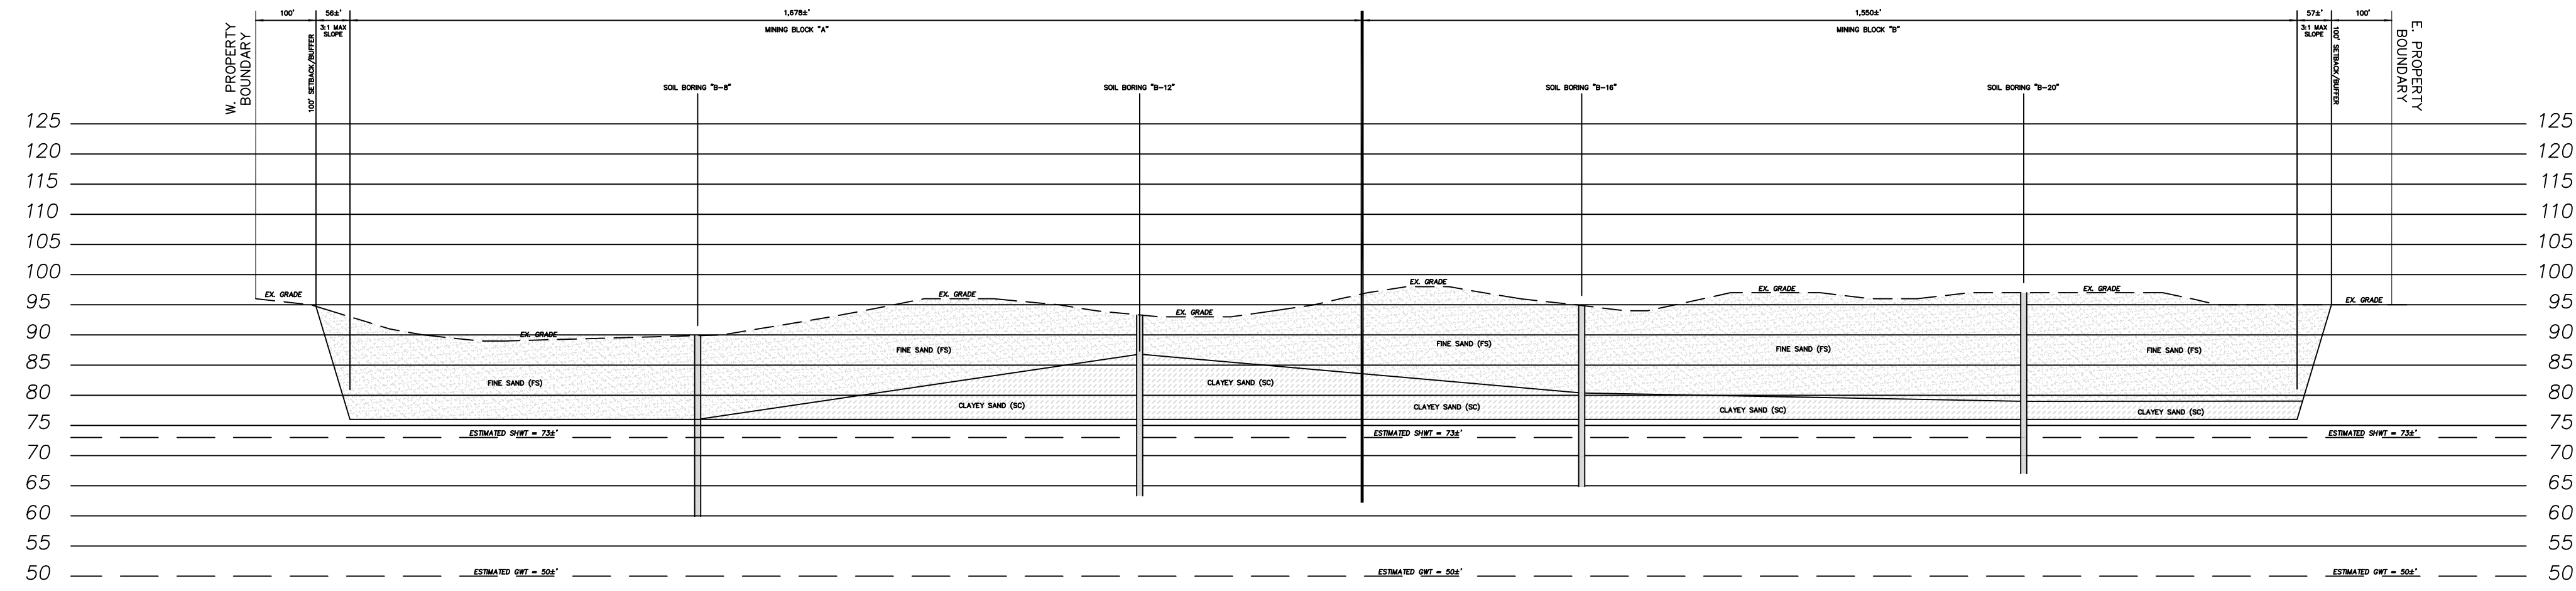 100'
56±'
1,678±'
1,550±'
57±'
100'
3:1 MAX
SLOPE
MINING BLOCK "A"
MINING BLOCK "B"
3:1 MAX
SLOPE
W. PROPERTY
BOUNDARY
100' SETBACK/BUFFER
100' SETBACK/BUFFER
E. PROPERTY
BOUNDARY
SOIL BORING "B-8"
SOIL BORING "B-12"
SOIL BORING "B-16"
SOIL BORING "B-20"
125
125
120
120
115
115
110
110
105
105
100
100
EX. GRADE
EX. GRADE
EX. GRADE
EX. GRADE
EX. GRADE
EX. GRADE
95
95
EX. GRADE
EX. GRADE
90
90
FINE SAND (FS)
FINE SAND (FS)
FINE SAND (FS)
FINE SAND (FS)
85
85
FINE SAND (FS)
CLAYEY SAND (SC)
80
80
CLAYEY SAND (SC)
CLAYEY SAND (SC)
CLAYEY SAND (SC)
CLAYEY SAND (SC)
75
75
ESTIMATED SHWT = 73±'
ESTIMATED SHWT = 73±'
ESTIMATED SHWT = 73±'
70
70
65
65
60
60
55
55
50
ESTIMATED GWT = 50±'
ESTIMATED GWT = 50±'
ESTIMATED GWT = 50±'
50